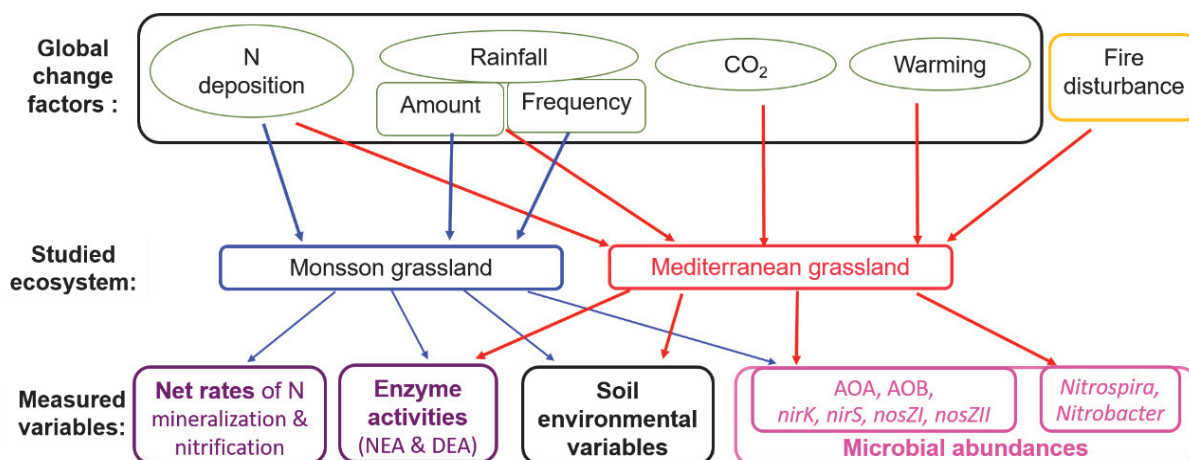 Global
change
factors :
N
deposition
Rainfall
Amount
Frequency
CO₂
Warming
Fire
disturbance
Studied
ecosystem:
Monsson grassland
Mediterranean grassland
Measured
variables:
Net rates of N
mineralization &
nitrification
Enzyme
activities
(NEA & DEA)
Soil
environmental
variables
AOA, AOB,
nirK, nirS, nosZI, nosZII
Nitrospira,
Nitrobacter
Microbial abundances